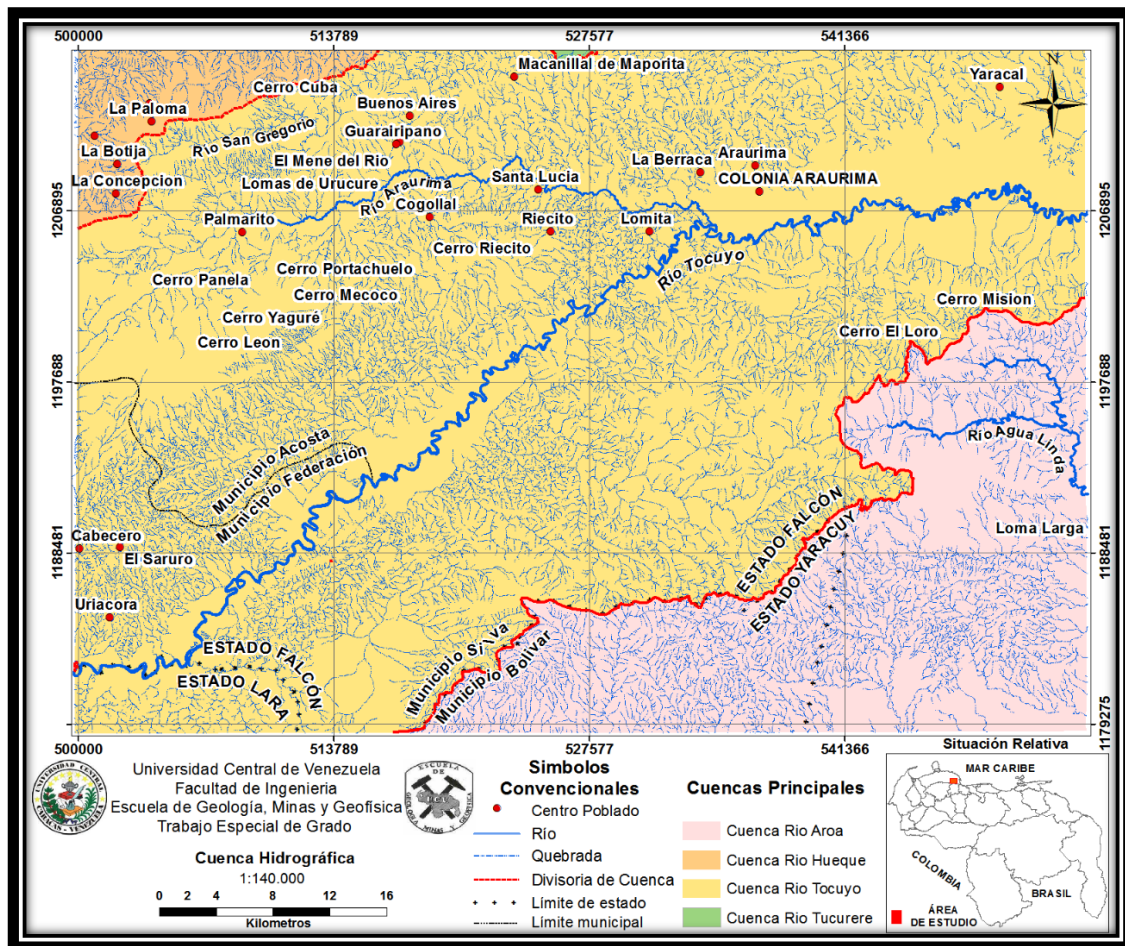 500000 513789 527577 541366
Macanillal de Maporita
Yaracal
N
Cerro Cuba
La Paloma
Buenos Aires
Río San Gregorio
Guarairipano
La Botija
El Mene del Rio
La Berraca
Araurima
La Concepcion
Lomas de Urucure
Río Araurima
Santa Lucia
COLONIA ARAURIMA
1206895
1206895
Palmarito
Cogollal
Riecito
Lomita
Cerro Riecito
Río Tocuyo
Cerro Panela
Cerro Portachuelo
Cerro Mecoco
Cerro Mision
Cerro Yaguré
Cerro El Loro
Cerro Leon
1197688
1197688
Río Agua Linda
Municipio Acosta
Municipio Federación
ESTADO FALCÓN
ESTADO YARACUY
Loma Larga
Cabecero
El Saruro
1188481
1188481
Uriacora
ESTADO FALCÓN
ESTADO LARA
Municipio Silva
Municipio Bolívar
1179275
500000 513789 527577 541366
Universidad Central de Venezuela
Facultad de Ingenieria
Escuela de Geología, Minas y Geofísica
Trabajo Especial de Grado
Cuenca Hidrográfica
1:140.000
0 2 4 8 12 16
Kilometros
Simbolos
Convencionales
Centro Poblado
Río
Quebrada
Divisoria de Cuenca
Límite de estado
Límite municipal
Cuencas Principales
Cuenca Rio Aroa
Cuenca Rio Hueque
Cuenca Rio Tocuyo
Cuenca Rio Tucurere
Situación Relativa
MAR CARIBE
COLOMBIA
BRASIL
ÁREA
DE ESTUDIO